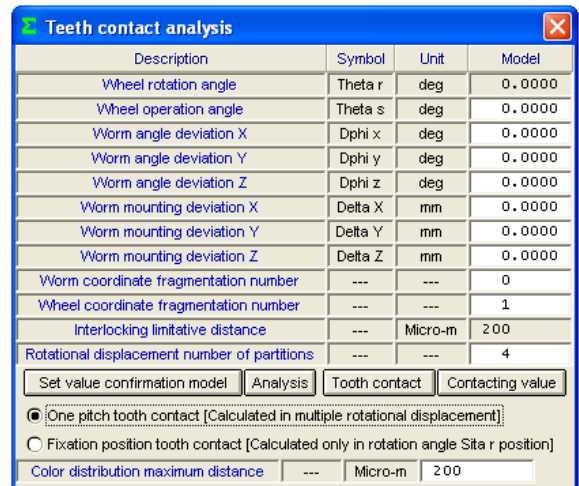 Σ Teeth contact analysis
Description Symbol Unit Model
Wheel rotation angle Theta r deg 0.0000
Wheel operation angle Theta s deg 0.0000
Worm angle deviation X Dphi x deg 0.0000
Worm angle deviation Y Dphi y deg 0.0000
Worm angle deviation Z Dphi z deg 0.0000
Worm mounting deviation X Delta X mm 0.0000
Worm mounting deviation Y Delta Y mm 0.0000
Worm mounting deviation Z Delta Z mm 0.0000
Worm coordinate fragmentation number --- --- 0
Wheel coordinate fragmentation number --- --- 1
Interlocking limitative distance --- Micro-m 200
Rotational displacement number of partitions --- --- 4
Set value confirmation model Analysis Tooth contact Contacting value
One pitch tooth contact [Calculated in multiple rotational displacement]
Fixation position tooth contact [Calculated only in rotation angle Sita r position]
Color distribution maximum distance --- Micro-m 200